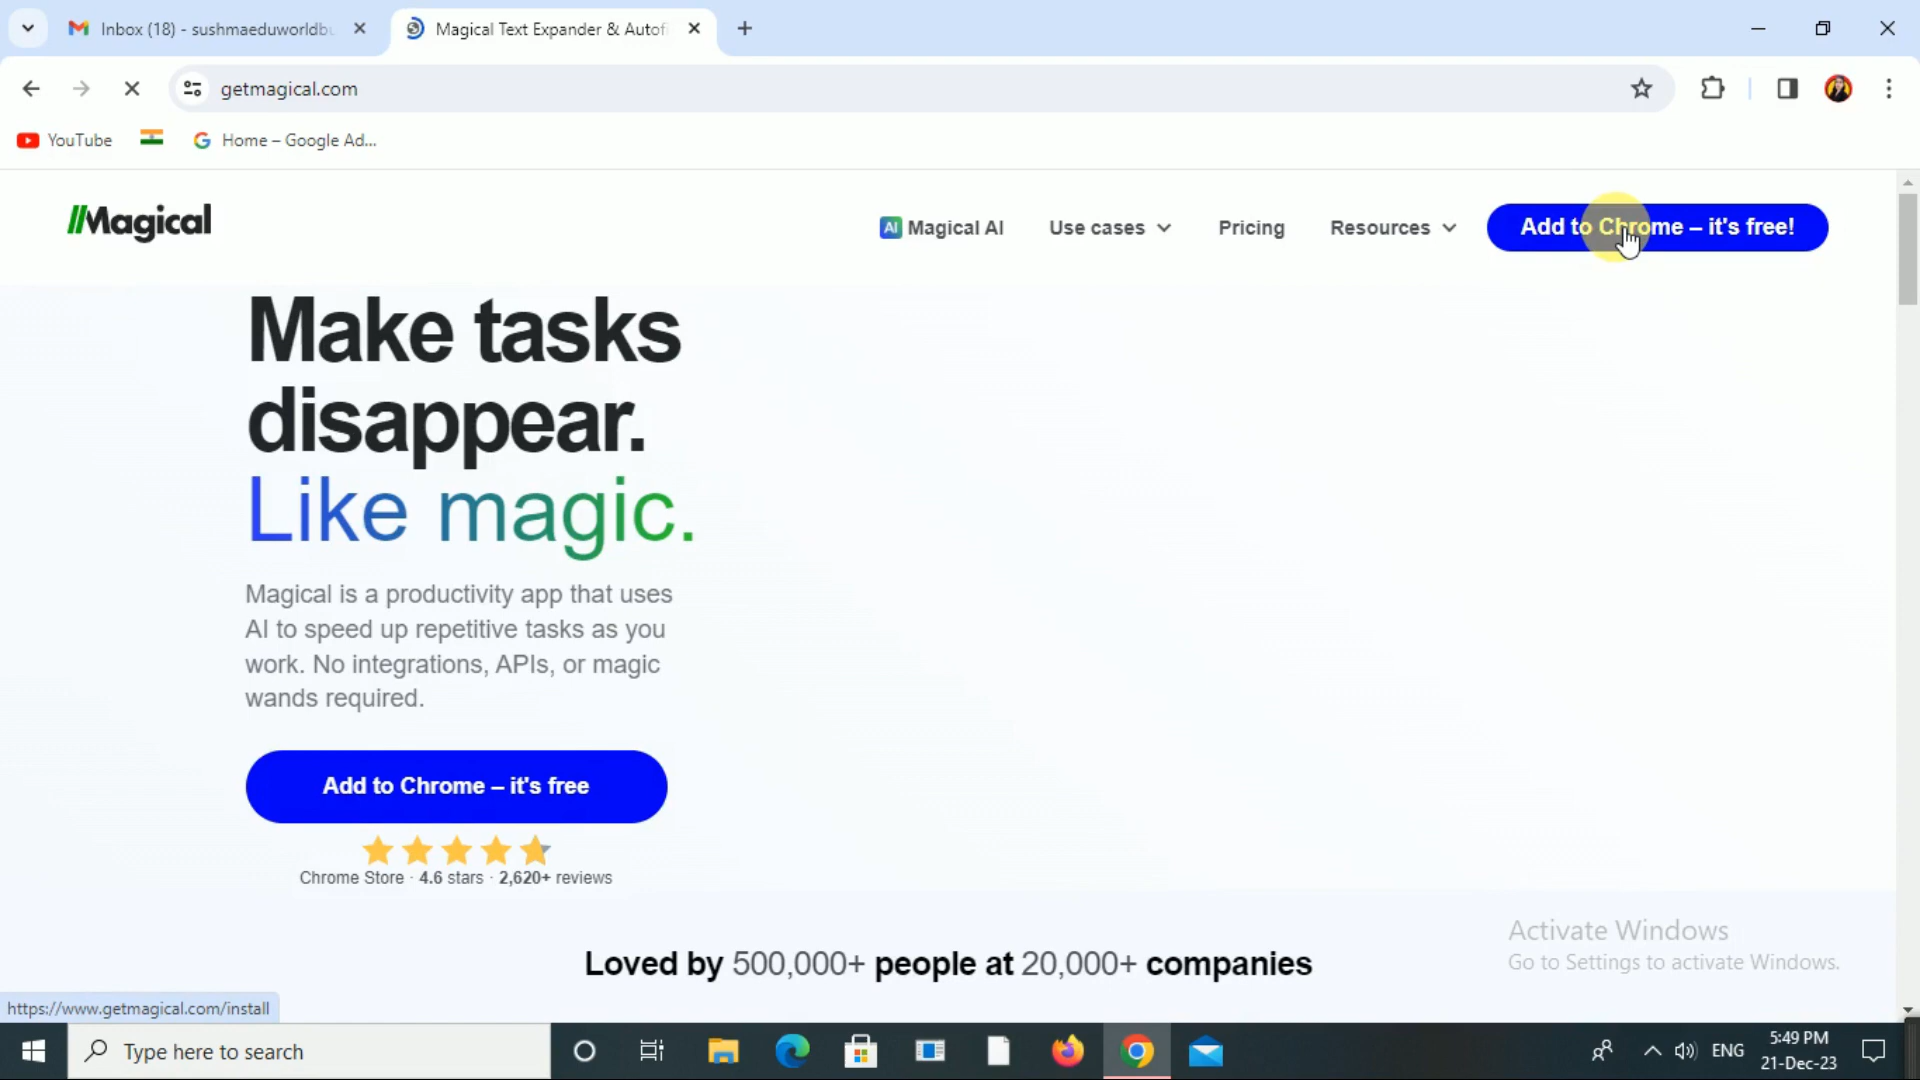 Inbox (18) - sushmaeduworldbu
Magical Text Expander & Autofi
getmagical.com
YouTube
Home – Google Ad...
Magical
AI Magical AI
Use cases
Pricing
Resources
Add to Chrome – it's free!
Make tasks
disappear.
Like magic.
Magical is a productivity app that uses
AI to speed up repetitive tasks as you
work. No integrations, APIs, or magic
wands required.
Add to Chrome – it's free
Chrome Store · 4.6 stars · 2,620+ reviews
Loved by 500,000+ people at 20,000+ companies
Activate Windows
Go to Settings to activate Windows.
https://www.getmagical.com/install
Type here to search
ENG
5:49 PM
21-Dec-23